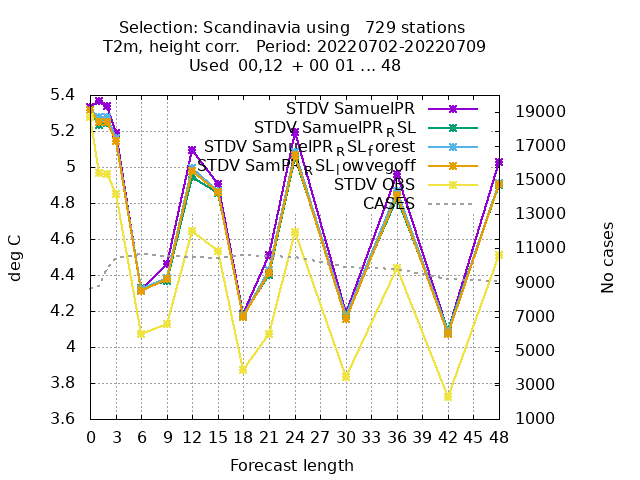 Selection: Scandinavia using 729 stations
T2m, height corr. Period: 20220702-20220709
Used 00,12 + 00 01 ... 48
5.4
5.2
5
4.8
4.6
4.4
4.2
4
3.8
3.6
deg C
STDV SamuelPR
STDV SamuelPR_RSL
STDV SamuelPR_RSL_forest
STDV SamPR_RSL_lowvegoff
STDV OBS
CASES
19000
17000
15000
13000
11000
9000
7000
5000
3000
1000
No cases
0 3 6 9 12 15 18 21 24 27 30 33 36 39 42 45 48
Forecast length